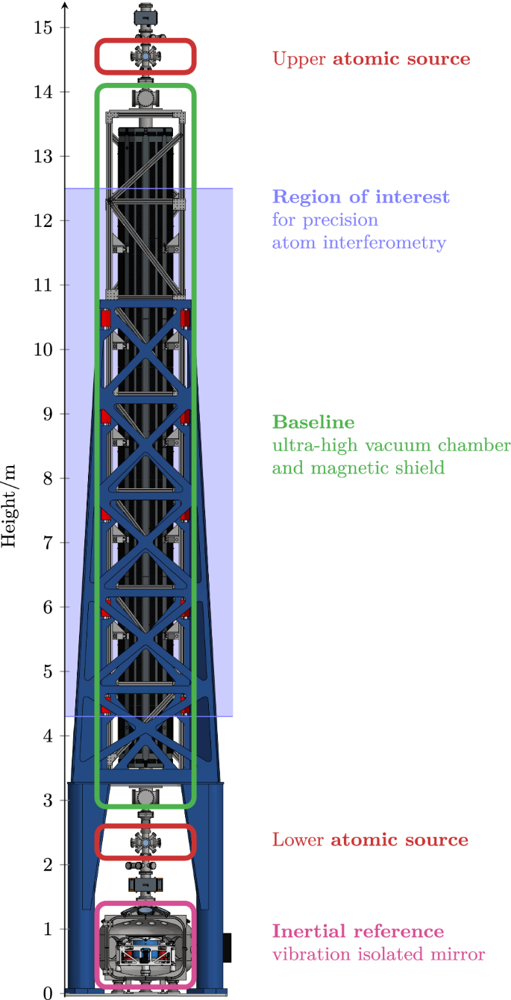 15
Upper atomic source
14
13
Region of interest
for precision
12
atom interferometry
11
10
9
Baseline
ultra-high vacuum chamber
and magnetic shield
8
Height/m
7
6
5
4
3
Lower atomic source
2
Inertial reference
1
vibration isolated mirror
0